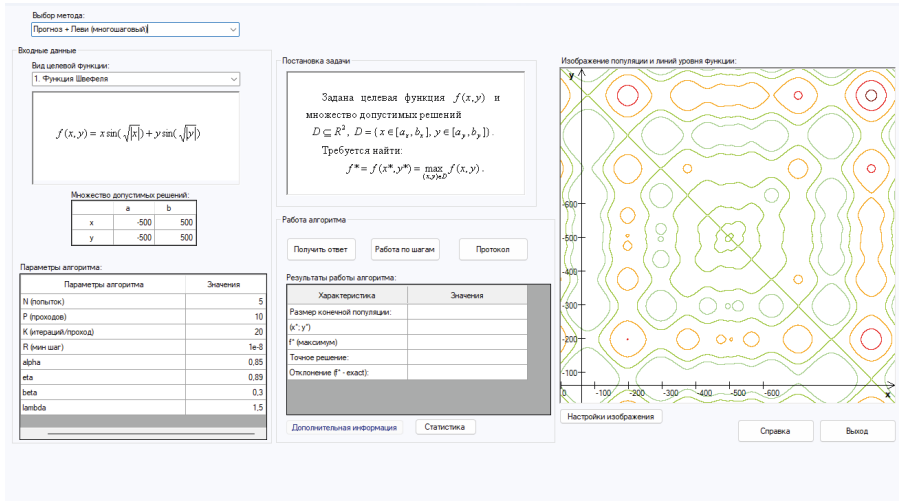 Выбор метода:
Прогноз + Леви (многошаговый)
Входные данные
Вид целевой функции:
1. Функция Швефеля
f(x, y) = x sin( √|x|) + y sin( √|y|)
Множество допустимых решений:
a b
x -500 500
y -500 500
Параметры алгоритма:
Параметры алгоритма Значения
N (попыток) 5
P (проходов) 10
K (итераций/проход) 20
R (мин шаг) 1e-8
alpha 0,85
eta 0,89
beta 0,3
lambda 1,5
Постановка задачи
Задана целевая функция f(x, y) и
множество допустимых решений
D ⊆ R², D = { x ∈ [aₓ, bₓ], y ∈ [a_y, b_y] } .
Требуется найти:
f* = f(x*, y*) = max f(x, y) .
(x,y)∈D
Работа алгоритма
Получить ответ Работа по шагам Протокол
Результаты работы алгоритма:
Характеристика Значения
Размер конечной популяции:
(x*; y*)
f* (максимум)
Точное решение:
Отклонение (f* - exact):
Дополнительная информация Статистика
Изображение популяции и линий уровня функции:
y
-600
-500
-400
-300
-200
-100
0 -100 -200 -300 -400 -500 -600 x
Настройки изображения
Справка Выход